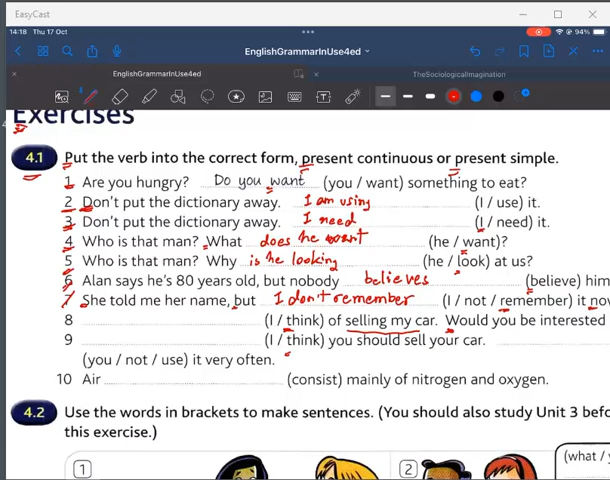 EasyCast
14:18 Thu 17 Oct
94%
EnglishGrammarInUse4ed
EnglishGrammarInUse4ed
TheSociologicalImagination
Exercises
4.1 Put the verb into the correct form, present continuous or present simple.
1 Are you hungry? Do you want (you / want) something to eat?
2 Don't put the dictionary away. I am using (I / use) it.
3 Don't put the dictionary away. I need (I / need) it.
4 Who is that man? What does he want (he / want)?
5 Who is that man? Why is he looking (he / look) at us?
6 Alan says he's 80 years old, but nobody believes (believe) him
7 She told me her name, but I don't remember (I / not / remember) it now
8 (I / think) of selling my car. Would you be interested
9 (I / think) you should sell your car.
(you / not / use) it very often.
10 Air (consist) mainly of nitrogen and oxygen.
4.2 Use the words in brackets to make sentences. (You should also study Unit 3 befo
this exercise.)
1
2
(what / y